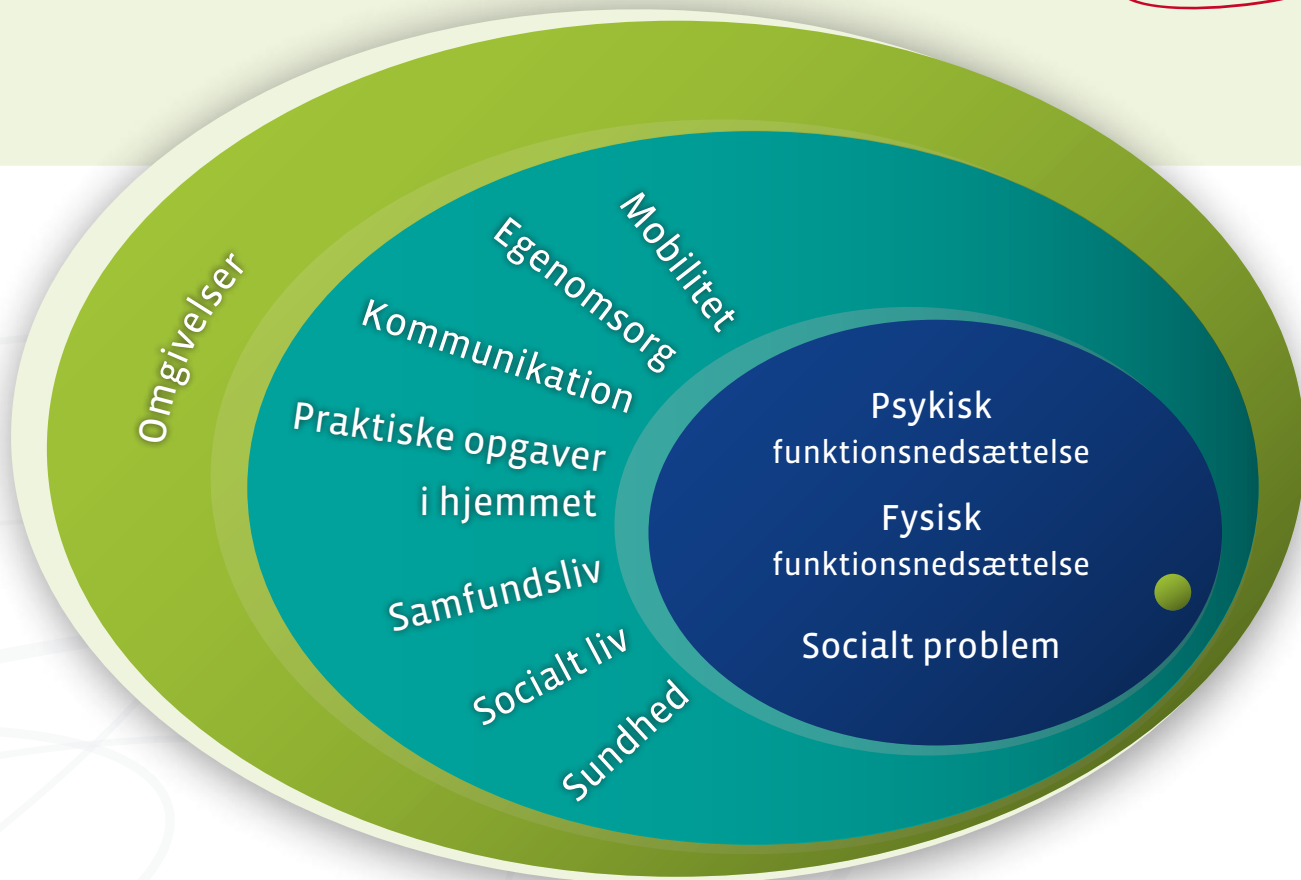 Omgivelser
Mobilitet
Egenomsorg
Kommunikation
Praktiske opgaver
i hjemmet
Samfundsliv
Socialt liv
Sundhed
Psykisk
funktionsnedsættelse
Fysisk
funktionsnedsættelse
Socialt problem